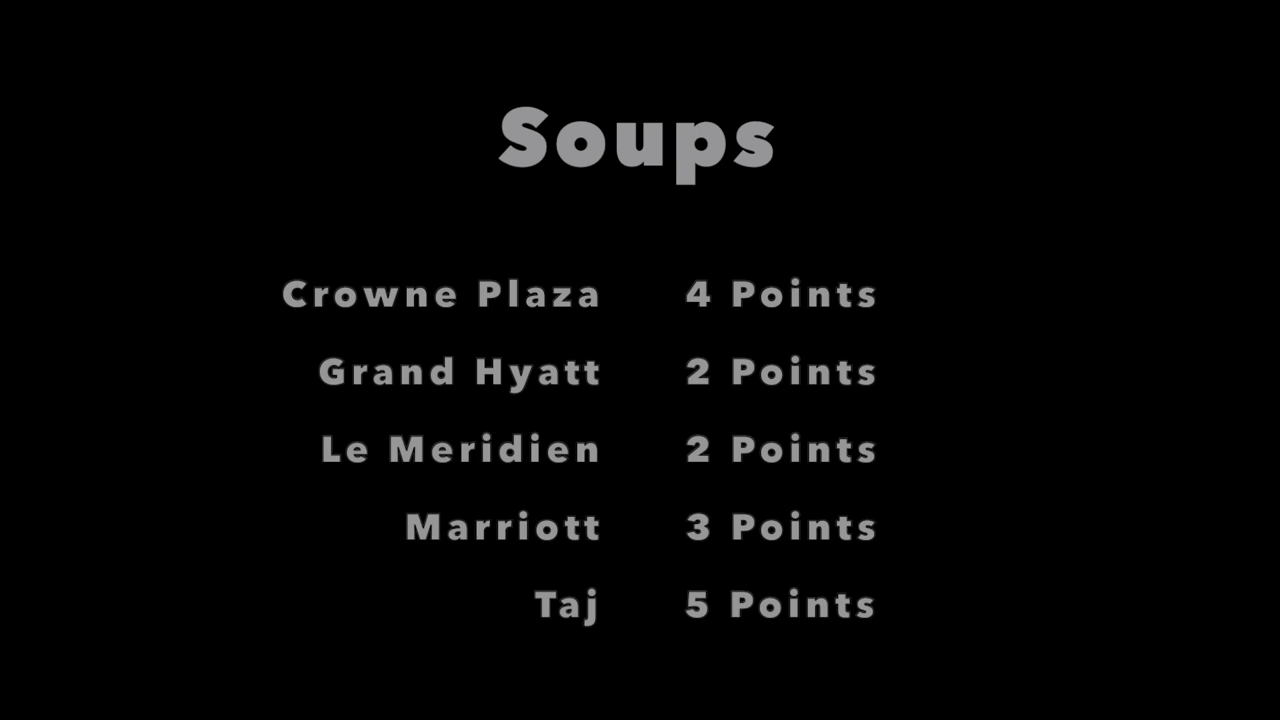 Soups
Crowne Plaza 4 Points
Grand Hyatt 2 Points
Le Meridien 2 Points
Marriott 3 Points
Taj 5 Points